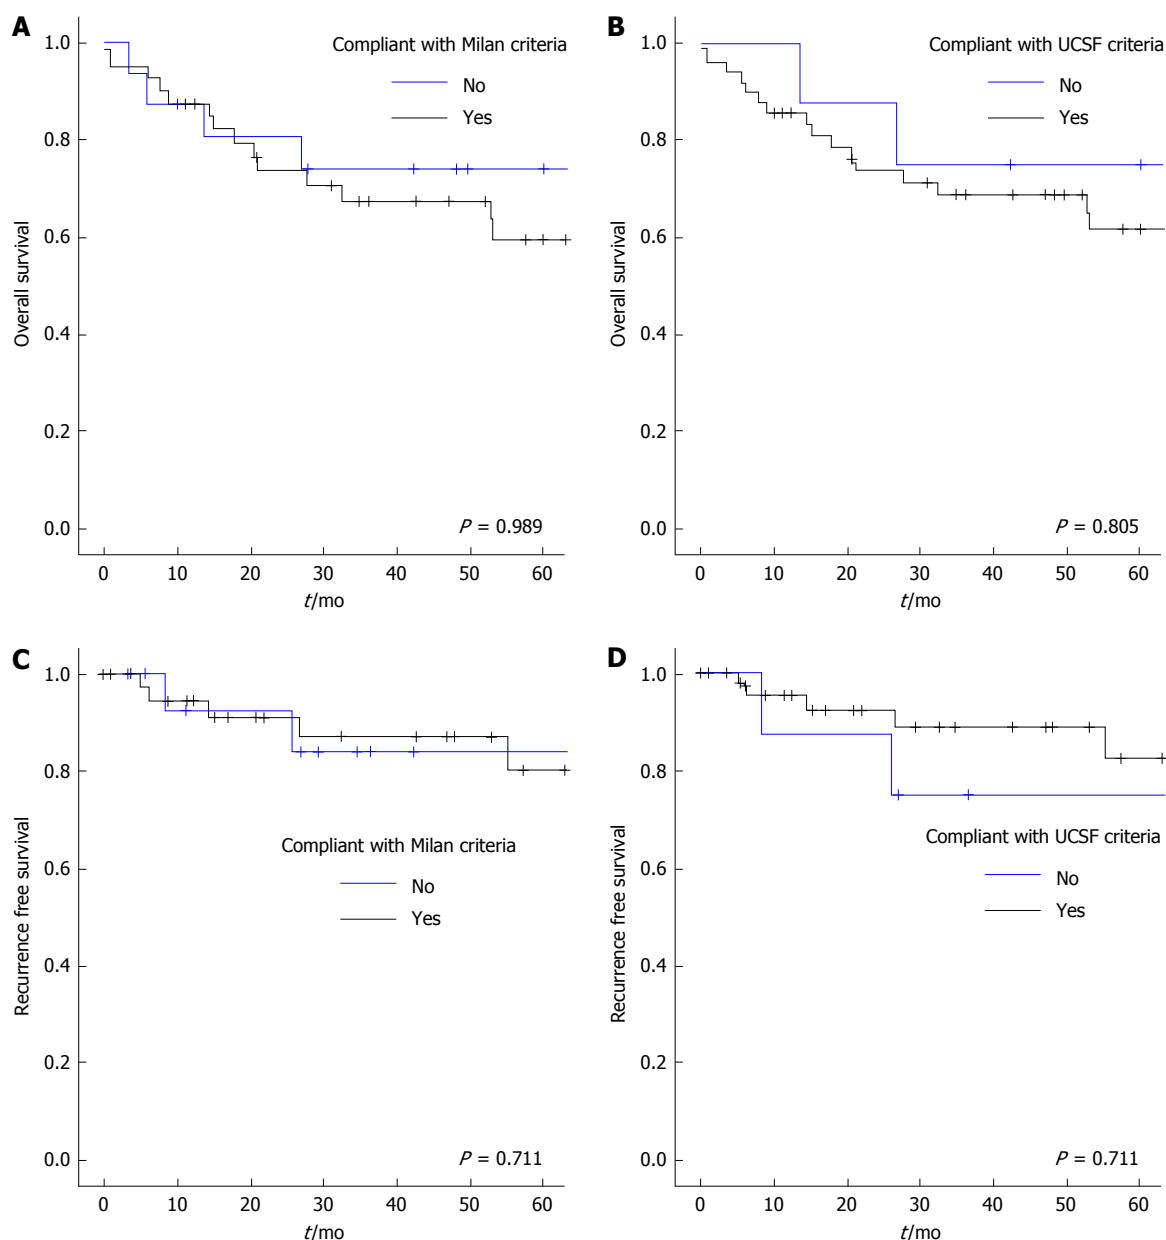 A
Compliant with Milan criteria
No
Yes
1.0
0.8
0.6
0.4
0.2
0.0
Overall survival
P = 0.989
0 10 20 30 40 50 60
t/mo
B
Compliant with UCSF criteria
No
Yes
1.0
0.8
0.6
0.4
0.2
0.0
Overall survival
P = 0.805
0 10 20 30 40 50 60
t/mo
C
1.0
0.8
0.6
0.4
0.2
0.0
Recurrence free survival
Compliant with Milan criteria
No
Yes
P = 0.711
0 10 20 30 40 50 60
t/mo
D
1.0
0.8
0.6
0.4
0.2
0.0
Recurrence free survival
Compliant with UCSF criteria
No
Yes
P = 0.711
0 10 20 30 40 50 60
t/mo